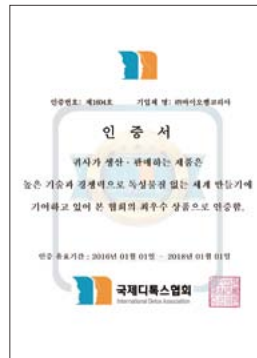 인증번호: 제1604호 기업체 명: ㈜바이오쎙코리아
인 증 서
귀사가 생산 · 판매하는 제품은
높은 기술과 경쟁력으로 독성물질 없는 세계 만들기에
기여하고 있어 본 협회의 최우수 상품으로 인증함.
인증 유효기간 : 2016년 01월 01일 ~ 2018년 01월 01일
국제디톡스협회
International Detox Association